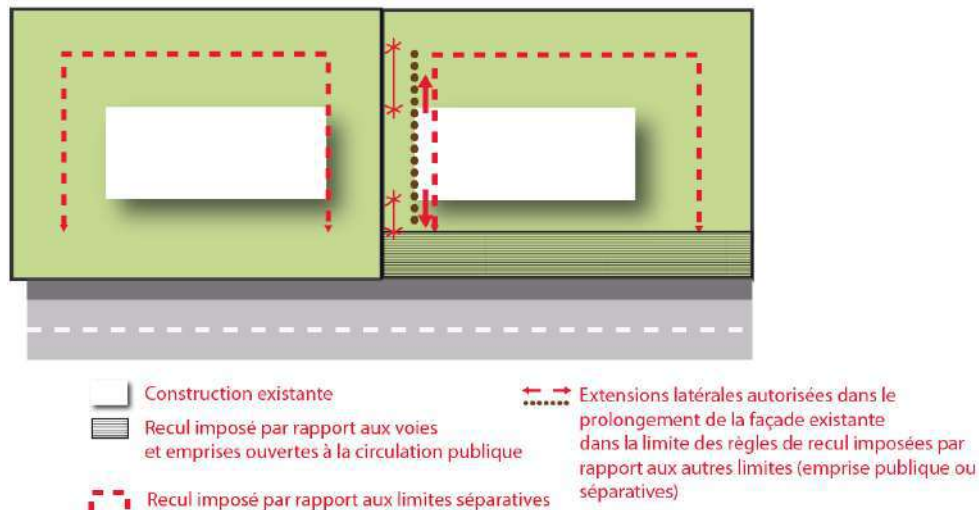 Construction existante
Recul imposé par rapport aux voies
et emprises ouvertes à la circulation publique
Recul imposé par rapport aux limites séparatives
Extensions latérales autorisées dans le
prolongement de la façade existante
dans la limite des règles de recul imposées par
rapport aux autres limites (emprise publique ou
séparatives)